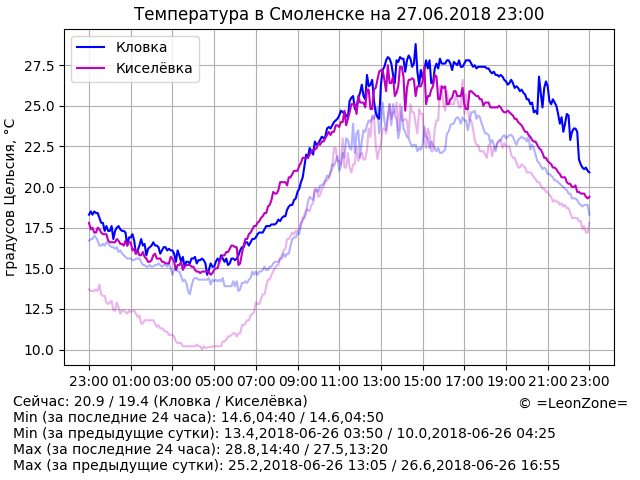 Температура в Смоленске на 27.06.2018 23:00
градусов Цельсия, °C
27.5
25.0
22.5
20.0
17.5
15.0
12.5
10.0
Кловка
Киселёвка
23:00 01:00 03:00 05:00 07:00 09:00 11:00 13:00 15:00 17:00 19:00 21:00 23:00
Сейчас: 20.9 / 19.4 (Кловка / Киселёвка)
© =LeonZone=
Min (за последние 24 часа): 14.6,04:40 / 14.6,04:50
Min (за предыдущие сутки): 13.4,2018-06-26 03:50 / 10.0,2018-06-26 04:25
Max (за последние 24 часа): 28.8,14:40 / 27.5,13:20
Max (за предыдущие сутки): 25.2,2018-06-26 13:05 / 26.6,2018-06-26 16:55